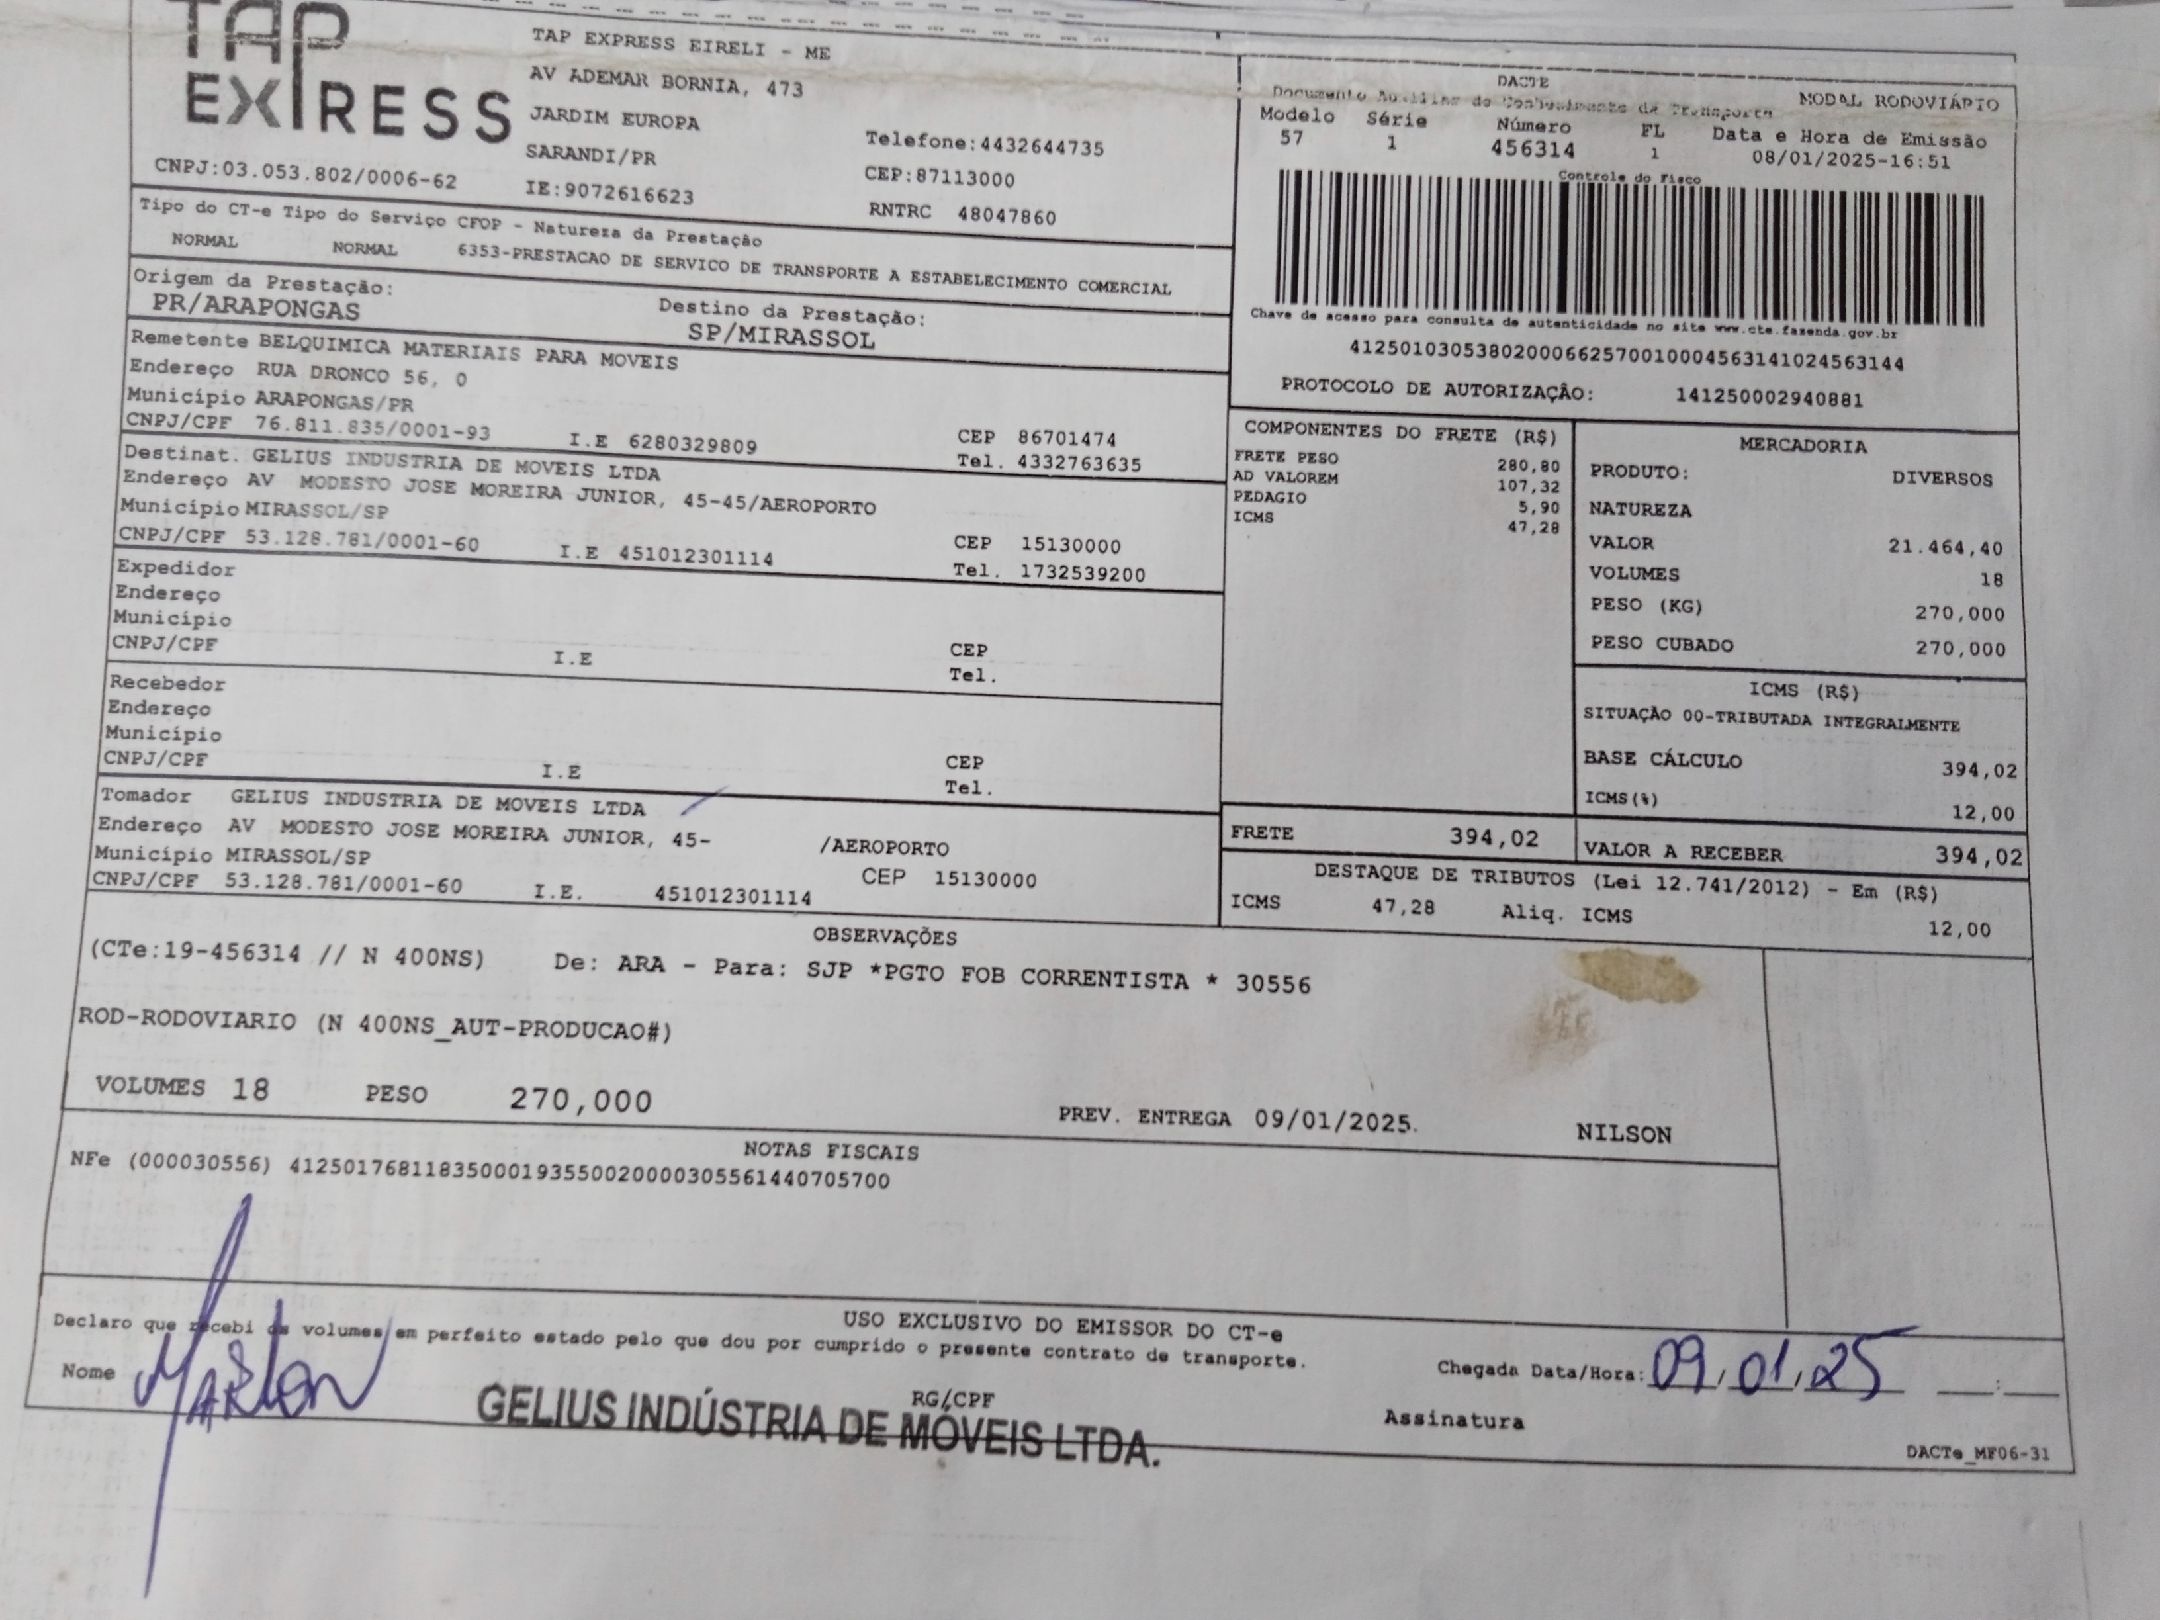 TAP
EXPRESS
CNPJ:03.053.802/0006-62
TAP EXPRESS EIRELI - ME
AV ADEMAR BORNIA, 473
JARDIM EUROPA
SARANDI/PR
IE:9072616623
Telefone:4432644735
CEP:87113000
RNTRC 48047860
DACTE
Documento Auxiliar do Conhecimento de Transporte
MODAL RODOVIÁRIO
Modelo Série Número FL Data e Hora de Emissão
57 1 456314 1 08/01/2025-16:51
Controle do Fisco
Chave de acesso para consulta de autenticidade no site www.cte.fazenda.gov.br
41250103053802000662570010004563141024563144
PROTOCOLO DE AUTORIZAÇÃO: 141250002940881
Tipo do CT-e Tipo do Serviço CFOP - Natureza da Prestação
NORMAL NORMAL 6353-PRESTACAO DE SERVICO DE TRANSPORTE A ESTABELECIMENTO COMERCIAL
Origem da Prestação: Destino da Prestação:
PR/ARAPONGAS SP/MIRASSOL
Remetente BELQUIMICA MATERIAIS PARA MOVEIS
Endereço RUA DRONCO 56, 0
Município ARAPONGAS/PR
CNPJ/CPF 76.811.835/0001-93 I.E 6280329809 CEP 86701474
Tel. 4332763635
Destinat. GELIUS INDUSTRIA DE MOVEIS LTDA
Endereço AV MODESTO JOSE MOREIRA JUNIOR, 45-45/AEROPORTO
Município MIRASSOL/SP
CNPJ/CPF 53.128.781/0001-60 I.E 451012301114 CEP 15130000
Tel. 1732539200
Expedidor
Endereço
Município
CNPJ/CPF I.E CEP
Tel.
Recebedor
Endereço
Município
CNPJ/CPF I.E CEP
Tel.
Tomador GELIUS INDUSTRIA DE MOVEIS LTDA
Endereço AV MODESTO JOSE MOREIRA JUNIOR, 45- /AEROPORTO
Município MIRASSOL/SP
CNPJ/CPF 53.128.781/0001-60 I.E. 451012301114 CEP 15130000
COMPONENTES DO FRETE (R$)
FRETE PESO 280,80
AD VALOREM 107,32
PEDAGIO 5,90
ICMS 47,28
MERCADORIA
PRODUTO: DIVERSOS
NATUREZA
VALOR 21.464,40
VOLUMES 18
PESO (KG) 270,000
PESO CUBADO 270,000
ICMS (R$)
SITUAÇÃO 00-TRIBUTADA INTEGRALMENTE
BASE CÁLCULO 394,02
ICMS(%) 12,00
FRETE 394,02 VALOR A RECEBER 394,02
DESTAQUE DE TRIBUTOS (Lei 12.741/2012) - Em (R$)
ICMS 47,28 Aliq. ICMS 12,00
OBSERVAÇÕES
(CTe:19-456314 // N 400NS) De: ARA - Para: SJP *PGTO FOB CORRENTISTA * 30556
ROD-RODOVIARIO (N 400NS_AUT-PRODUCAO#)
VOLUMES 18 PESO 270,000 PREV. ENTREGA 09/01/2025. NILSON
NOTAS FISCAIS
NFe (000030556) 41250176811835000193550020000305561440705700
USO EXCLUSIVO DO EMISSOR DO CT-e
Declaro que recebi os volumes em perfeito estado pelo que dou por cumprido o presente contrato de transporte.
Nome Marlon RG/CPF Chegada Data/Hora: 09/01/25 __:__
GELIUS INDÚSTRIA DE MÓVEIS LTDA.
Assinatura
DACTe_MF06-31